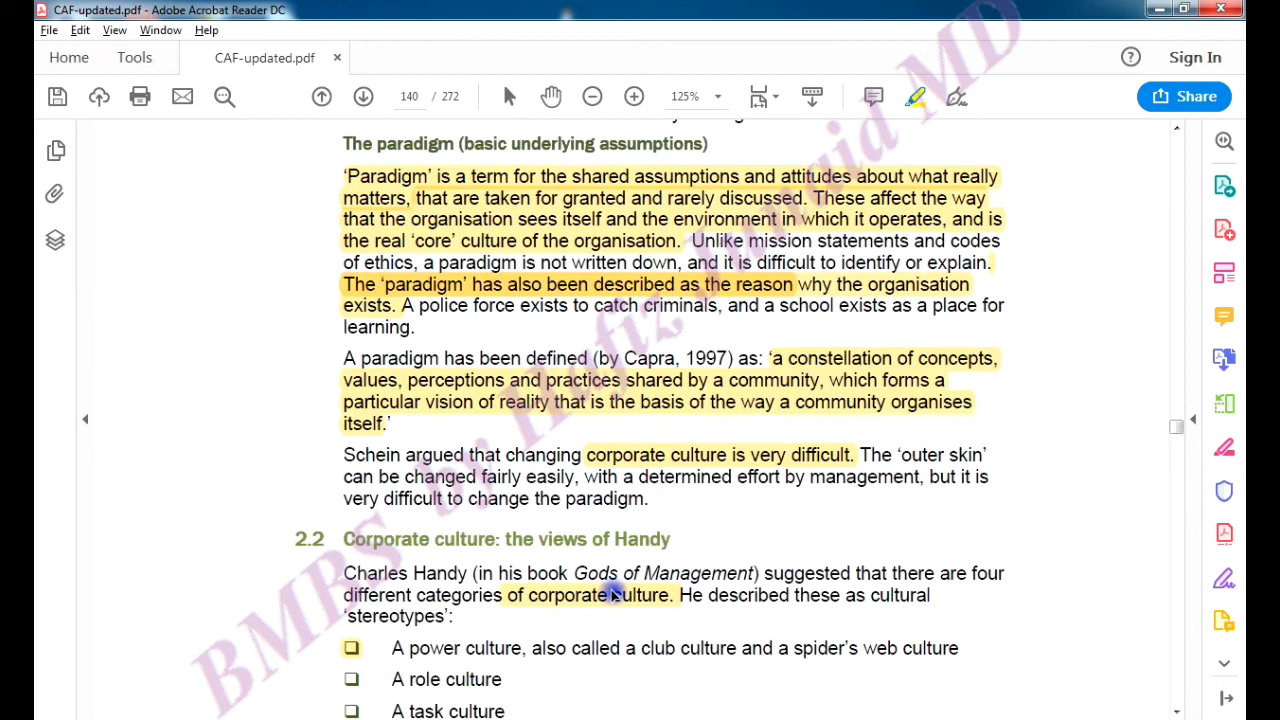 CAF-updated.pdf - Adobe Acrobat Reader DC
File Edit View Window Help
Home Tools CAF-updated.pdf × Sign In
140 / 272 125% Share
The paradigm (basic underlying assumptions)
‘Paradigm’ is a term for the shared assumptions and attitudes about what really
matters, that are taken for granted and rarely discussed. These affect the way
that the organisation sees itself and the environment in which it operates, and is
the real ‘core’ culture of the organisation. Unlike mission statements and codes
of ethics, a paradigm is not written down, and it is difficult to identify or explain.
The ‘paradigm’ has also been described as the reason why the organisation
exists. A police force exists to catch criminals, and a school exists as a place for
learning.
A paradigm has been defined (by Capra, 1997) as: ‘a constellation of concepts,
values, perceptions and practices shared by a community, which forms a
particular vision of reality that is the basis of the way a community organises
itself.’
Schein argued that changing corporate culture is very difficult. The ‘outer skin’
can be changed fairly easily, with a determined effort by management, but it is
very difficult to change the paradigm.
2.2 Corporate culture: the views of Handy
Charles Handy (in his book Gods of Management) suggested that there are four
different categories of corporate culture. He described these as cultural
‘stereotypes’:
❑ A power culture, also called a club culture and a spider’s web culture
❑ A role culture
❑ A task culture
BMBS by Hafiz Junaid MD